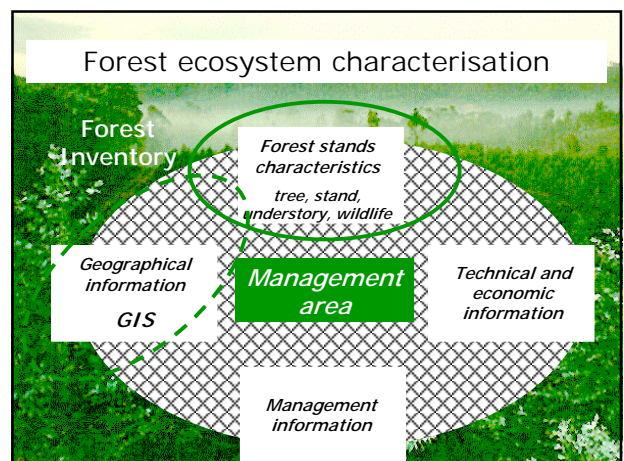 Forest ecosystem characterisation
Forest
Inventory
Forest stands
characteristics
tree, stand,
understory, wildlife
Geographical
information
GIS
Management
area
Technical and
economic
information
Management
information